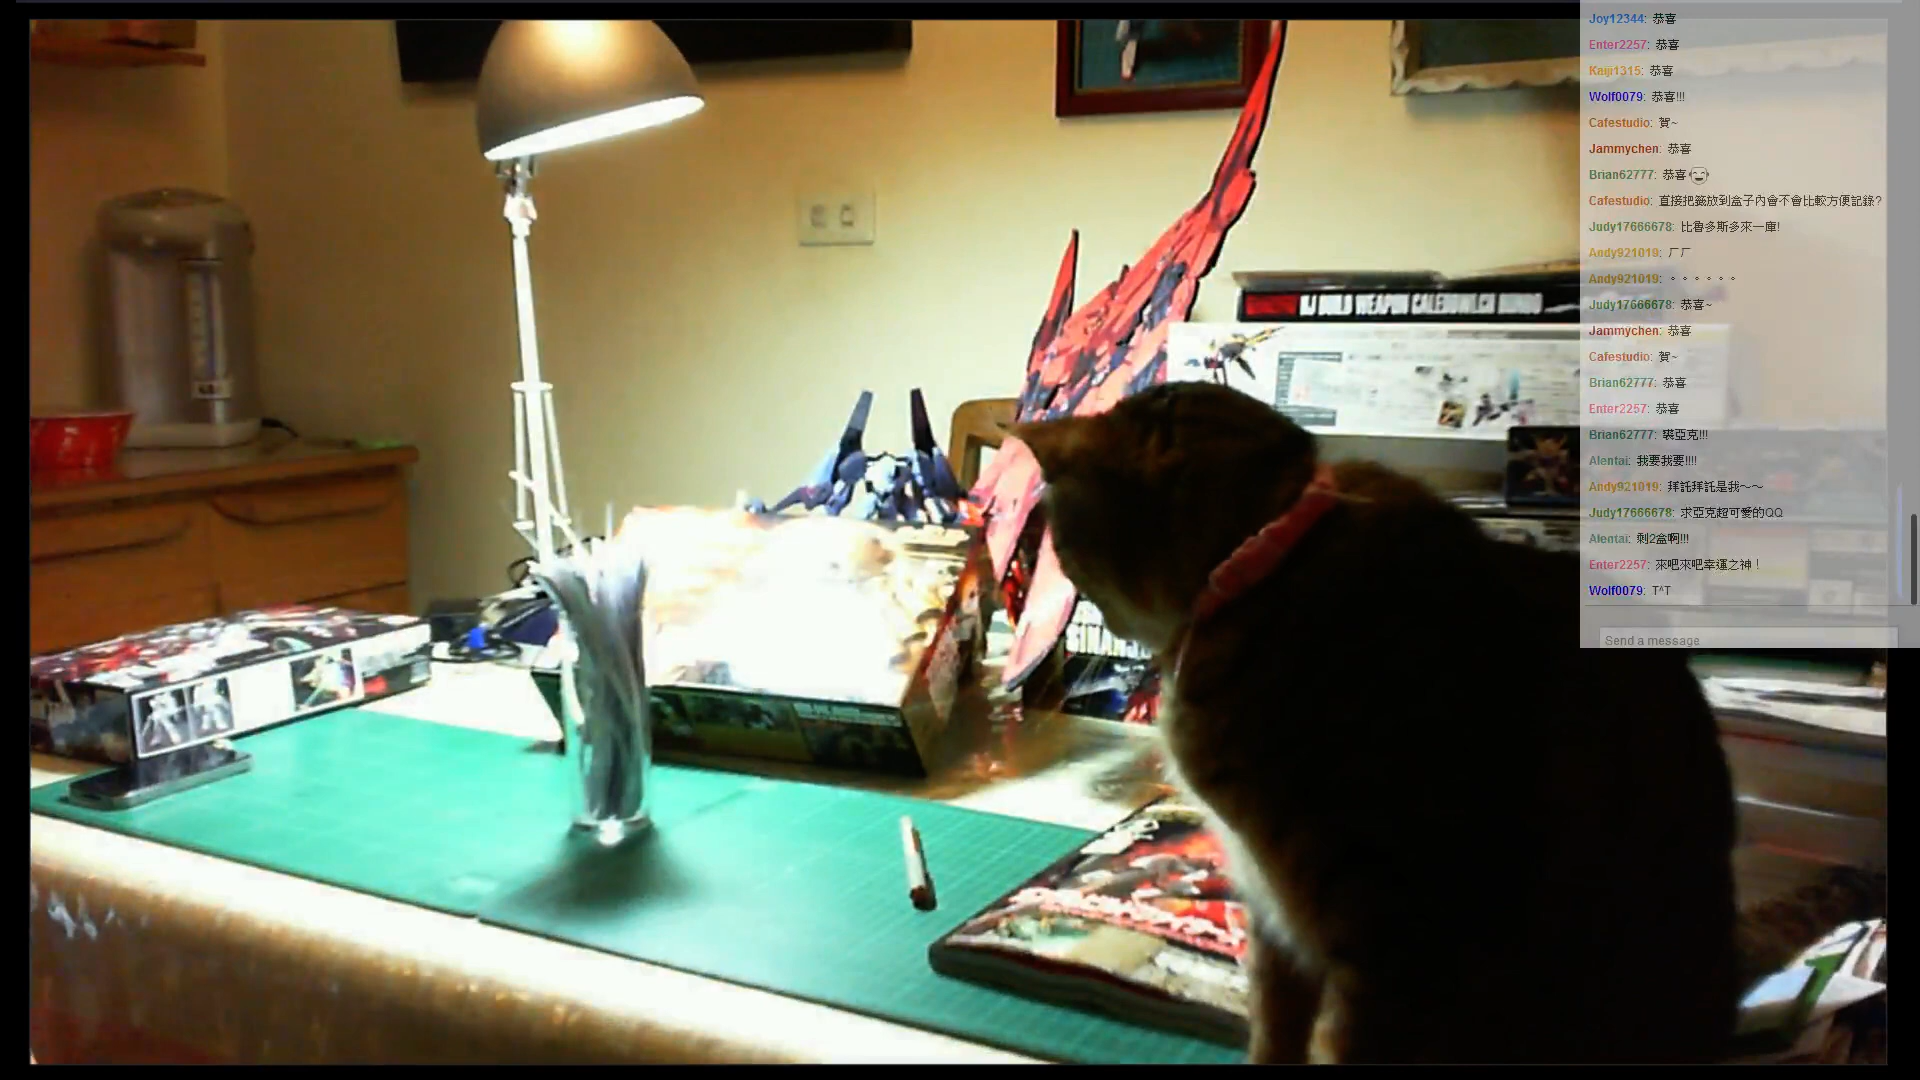 Joy12344: 恭喜
Enter2257: 恭喜
Kaiji1315: 恭喜
Wolf0079: 恭喜!!!
Cafestudio: 賀~
Jammychen: 恭喜
Brian62777: 恭喜
Cafestudio: 直接把籤放到盒子內會不會比較方便記錄?
Judy17666678: 比魯多斯多來一庫!
Andy921019: 厂厂
Andy921019: 。。。。。。
Judy17666678: 恭喜~
Jammychen: 恭喜
Cafestudio: 賀~
Brian62777: 恭喜
Enter2257: 恭喜
Brian62777: 裘亞克!!!
Alentai: 我要我要!!!!
Andy921019: 拜託拜託是我～～
Judy17666678: 求亞克超可愛的QQ
Alentai: 剩2盒啊!!!
Enter2257: 來吧來吧幸運之神！
Wolf0079: T^T
Send a message
BUILD WEAPON